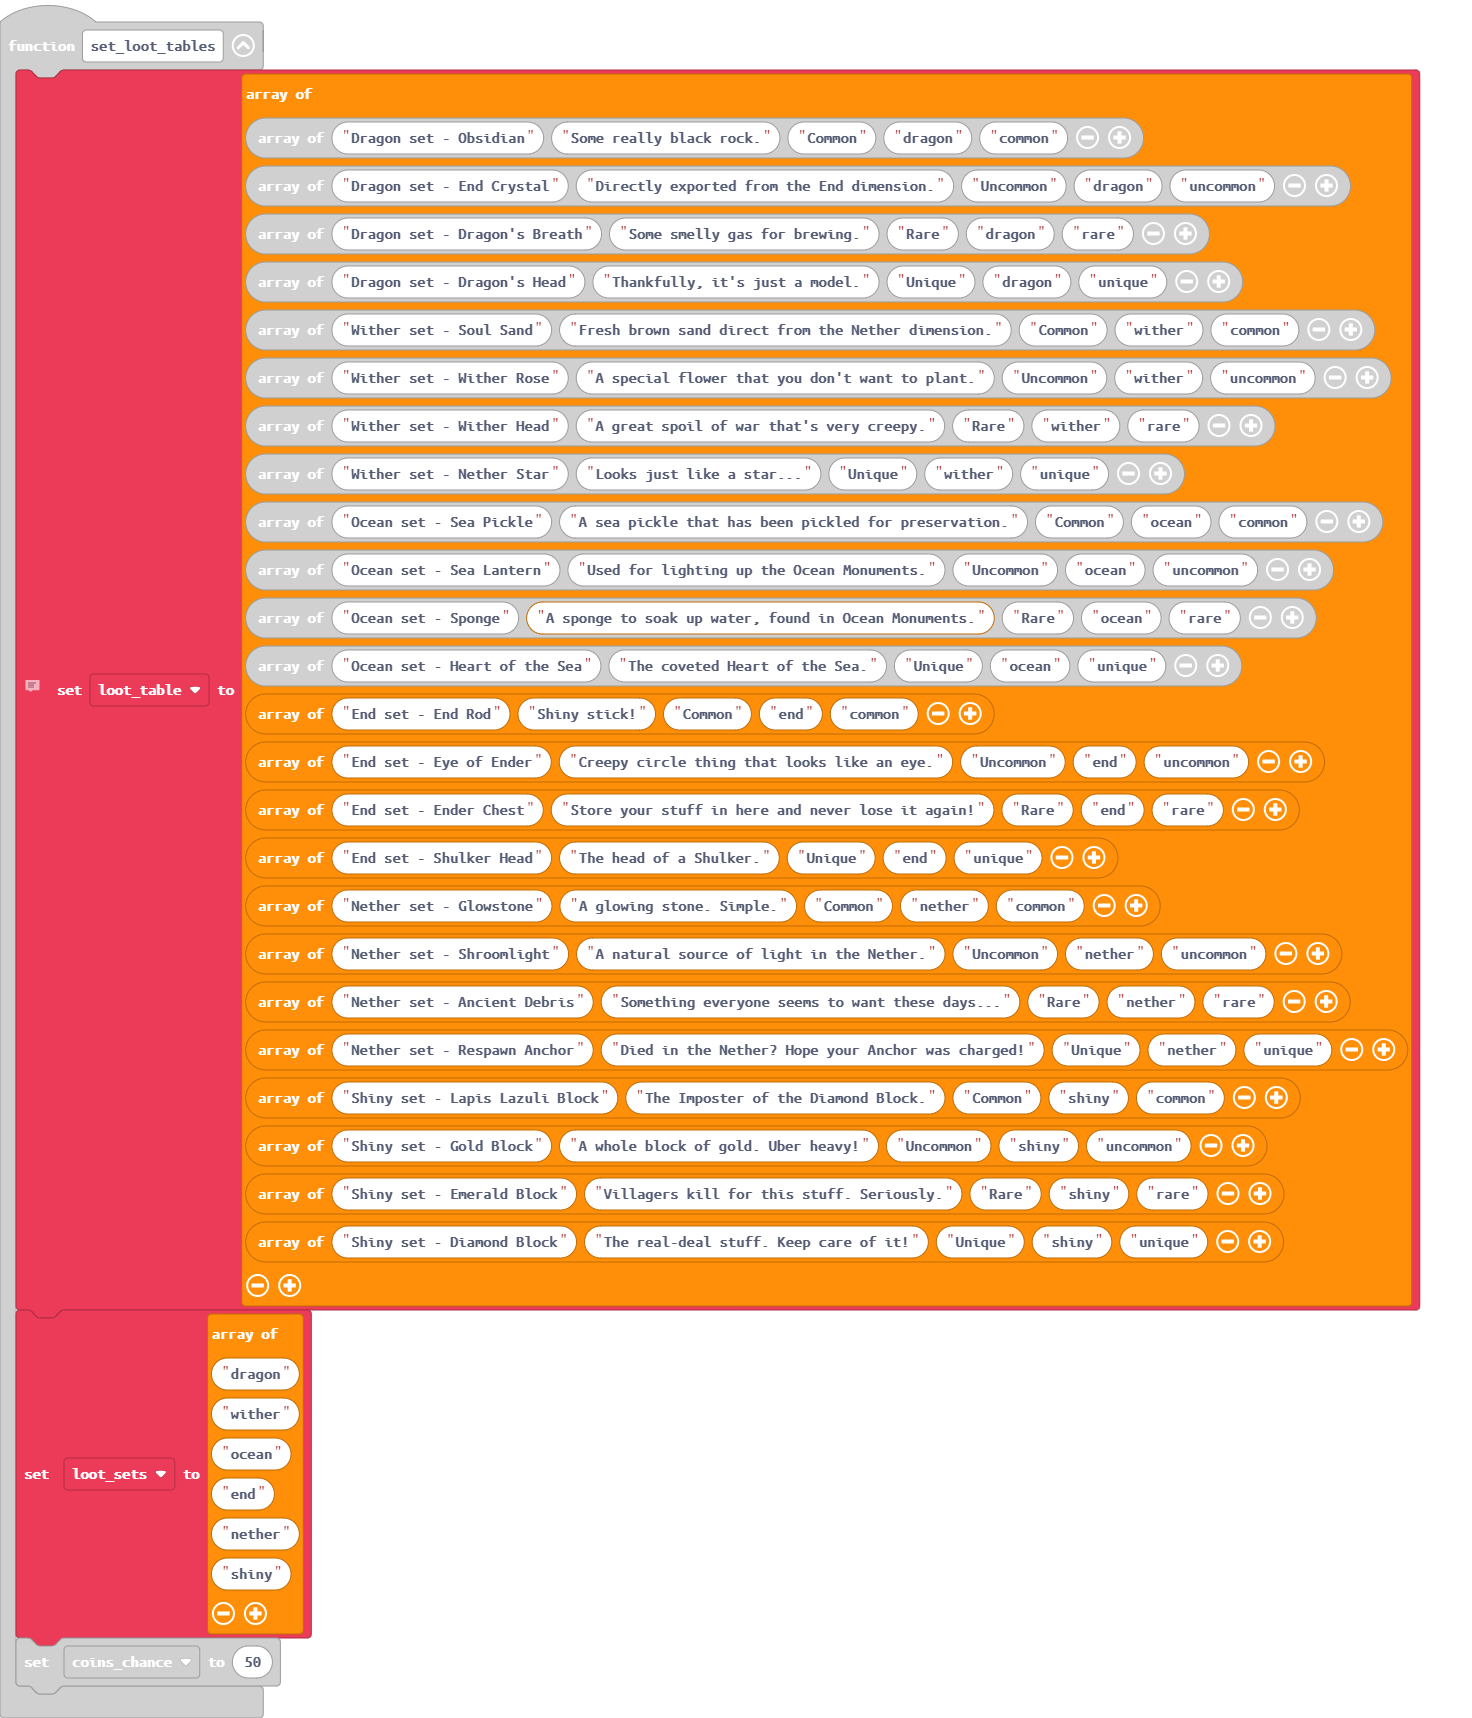 function set_loot_tables
array of
array of "Dragon set - Obsidian" "Some really black rock." "Common" "dragon" "common"
array of "Dragon set - End Crystal" "Directly exported from the End dimension." "Uncommon" "dragon" "uncommon"
array of "Dragon set - Dragon's Breath" "Some smelly gas for brewing." "Rare" "dragon" "rare"
array of "Dragon set - Dragon's Head" "Thankfully, it's just a model." "Unique" "dragon" "unique"
array of "Wither set - Soul Sand" "Fresh brown sand direct from the Nether dimension." "Common" "wither" "common"
array of "Wither set - Wither Rose" "A special flower that you don't want to plant." "Uncommon" "wither" "uncommon"
array of "Wither set - Wither Head" "A great spoil of war that's very creepy." "Rare" "wither" "rare"
array of "Wither set - Nether Star" "Looks just like a star..." "Unique" "wither" "unique"
array of "Ocean set - Sea Pickle" "A sea pickle that has been pickled for preservation." "Common" "ocean" "common"
array of "Ocean set - Sea Lantern" "Used for lighting up the Ocean Monuments." "Uncommon" "ocean" "uncommon"
array of "Ocean set - Sponge" "A sponge to soak up water, found in Ocean Monuments." "Rare" "ocean" "rare"
array of "Ocean set - Heart of the Sea" "The coveted Heart of the Sea." "Unique" "ocean" "unique"
set loot_table to
array of "End set - End Rod" "Shiny stick!" "Common" "end" "common"
array of "End set - Eye of Ender" "Creepy circle thing that looks like an eye." "Uncommon" "end" "uncommon"
array of "End set - Ender Chest" "Store your stuff in here and never lose it again!" "Rare" "end" "rare"
array of "End set - Shulker Head" "The head of a Shulker." "Unique" "end" "unique"
array of "Nether set - Glowstone" "A glowing stone. Simple." "Common" "nether" "common"
array of "Nether set - Shroomlight" "A natural source of light in the Nether." "Uncommon" "nether" "uncommon"
array of "Nether set - Ancient Debris" "Something everyone seems to want these days..." "Rare" "nether" "rare"
array of "Nether set - Respawn Anchor" "Died in the Nether? Hope your Anchor was charged!" "Unique" "nether" "unique"
array of "Shiny set - Lapis Lazuli Block" "The Imposter of the Diamond Block." "Common" "shiny" "common"
array of "Shiny set - Gold Block" "A whole block of gold. Uber heavy!" "Uncommon" "shiny" "uncommon"
array of "Shiny set - Emerald Block" "Villagers kill for this stuff. Seriously." "Rare" "shiny" "rare"
array of "Shiny set - Diamond Block" "The real-deal stuff. Keep care of it!" "Unique" "shiny" "unique"
array of
"dragon"
"wither"
"ocean"
set loot_sets to
"end"
"nether"
"shiny"
set coins_chance to 50